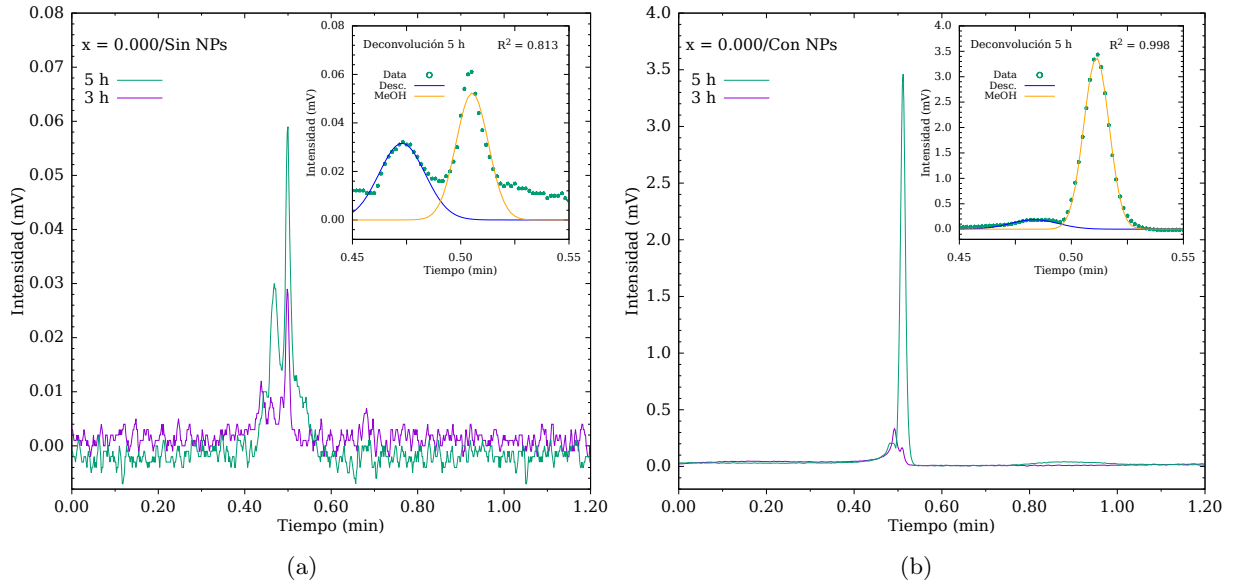 x = 0.000/Sin NPs
5 h
3 h
Intensidad (mV)
0.08
0.07
0.06
0.05
0.04
0.03
0.02
0.01
0.00
0.00
0.20
0.40
0.60
0.80
1.00
1.20
Tiempo (min)
Deconvolución 5 h
R² = 0.813
Data
Desc.
MeOH
Intensidad (mV)
0.08
0.06
0.04
0.02
0.00
0.45
0.50
0.55
Tiempo (min)
(a)
x = 0.000/Con NPs
5 h
3 h
Intensidad (mV)
4.0
3.5
3.0
2.5
2.0
1.5
1.0
0.5
0.0
0.00
0.20
0.40
0.60
0.80
1.00
1.20
Tiempo (min)
Deconvolución 5 h
R² = 0.998
Data
Desc.
MeOH
Intensidad (mV)
4.0
3.5
3.0
2.5
2.0
1.5
1.0
0.5
0.0
0.45
0.50
0.55
Tiempo (min)
(b)